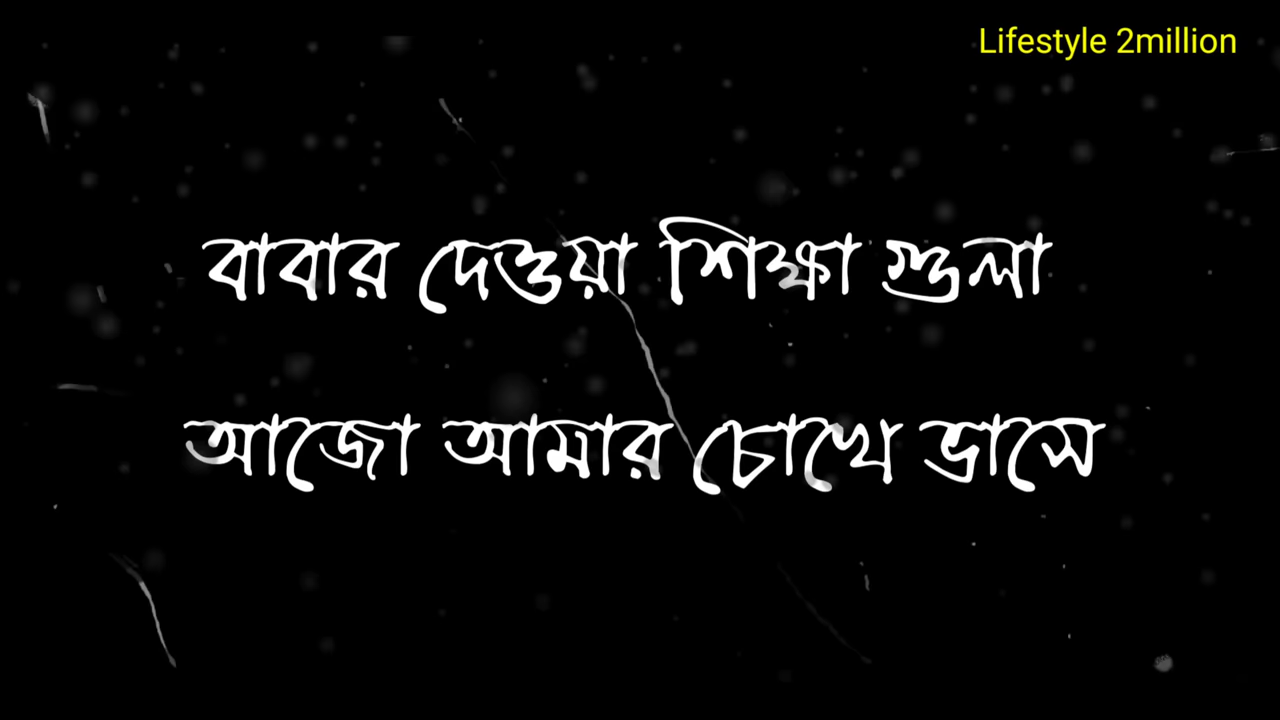 Lifestyle 2million
বাবার দেওয়া শিক্ষা গুলা
আজো আমার চোখে ভাসে